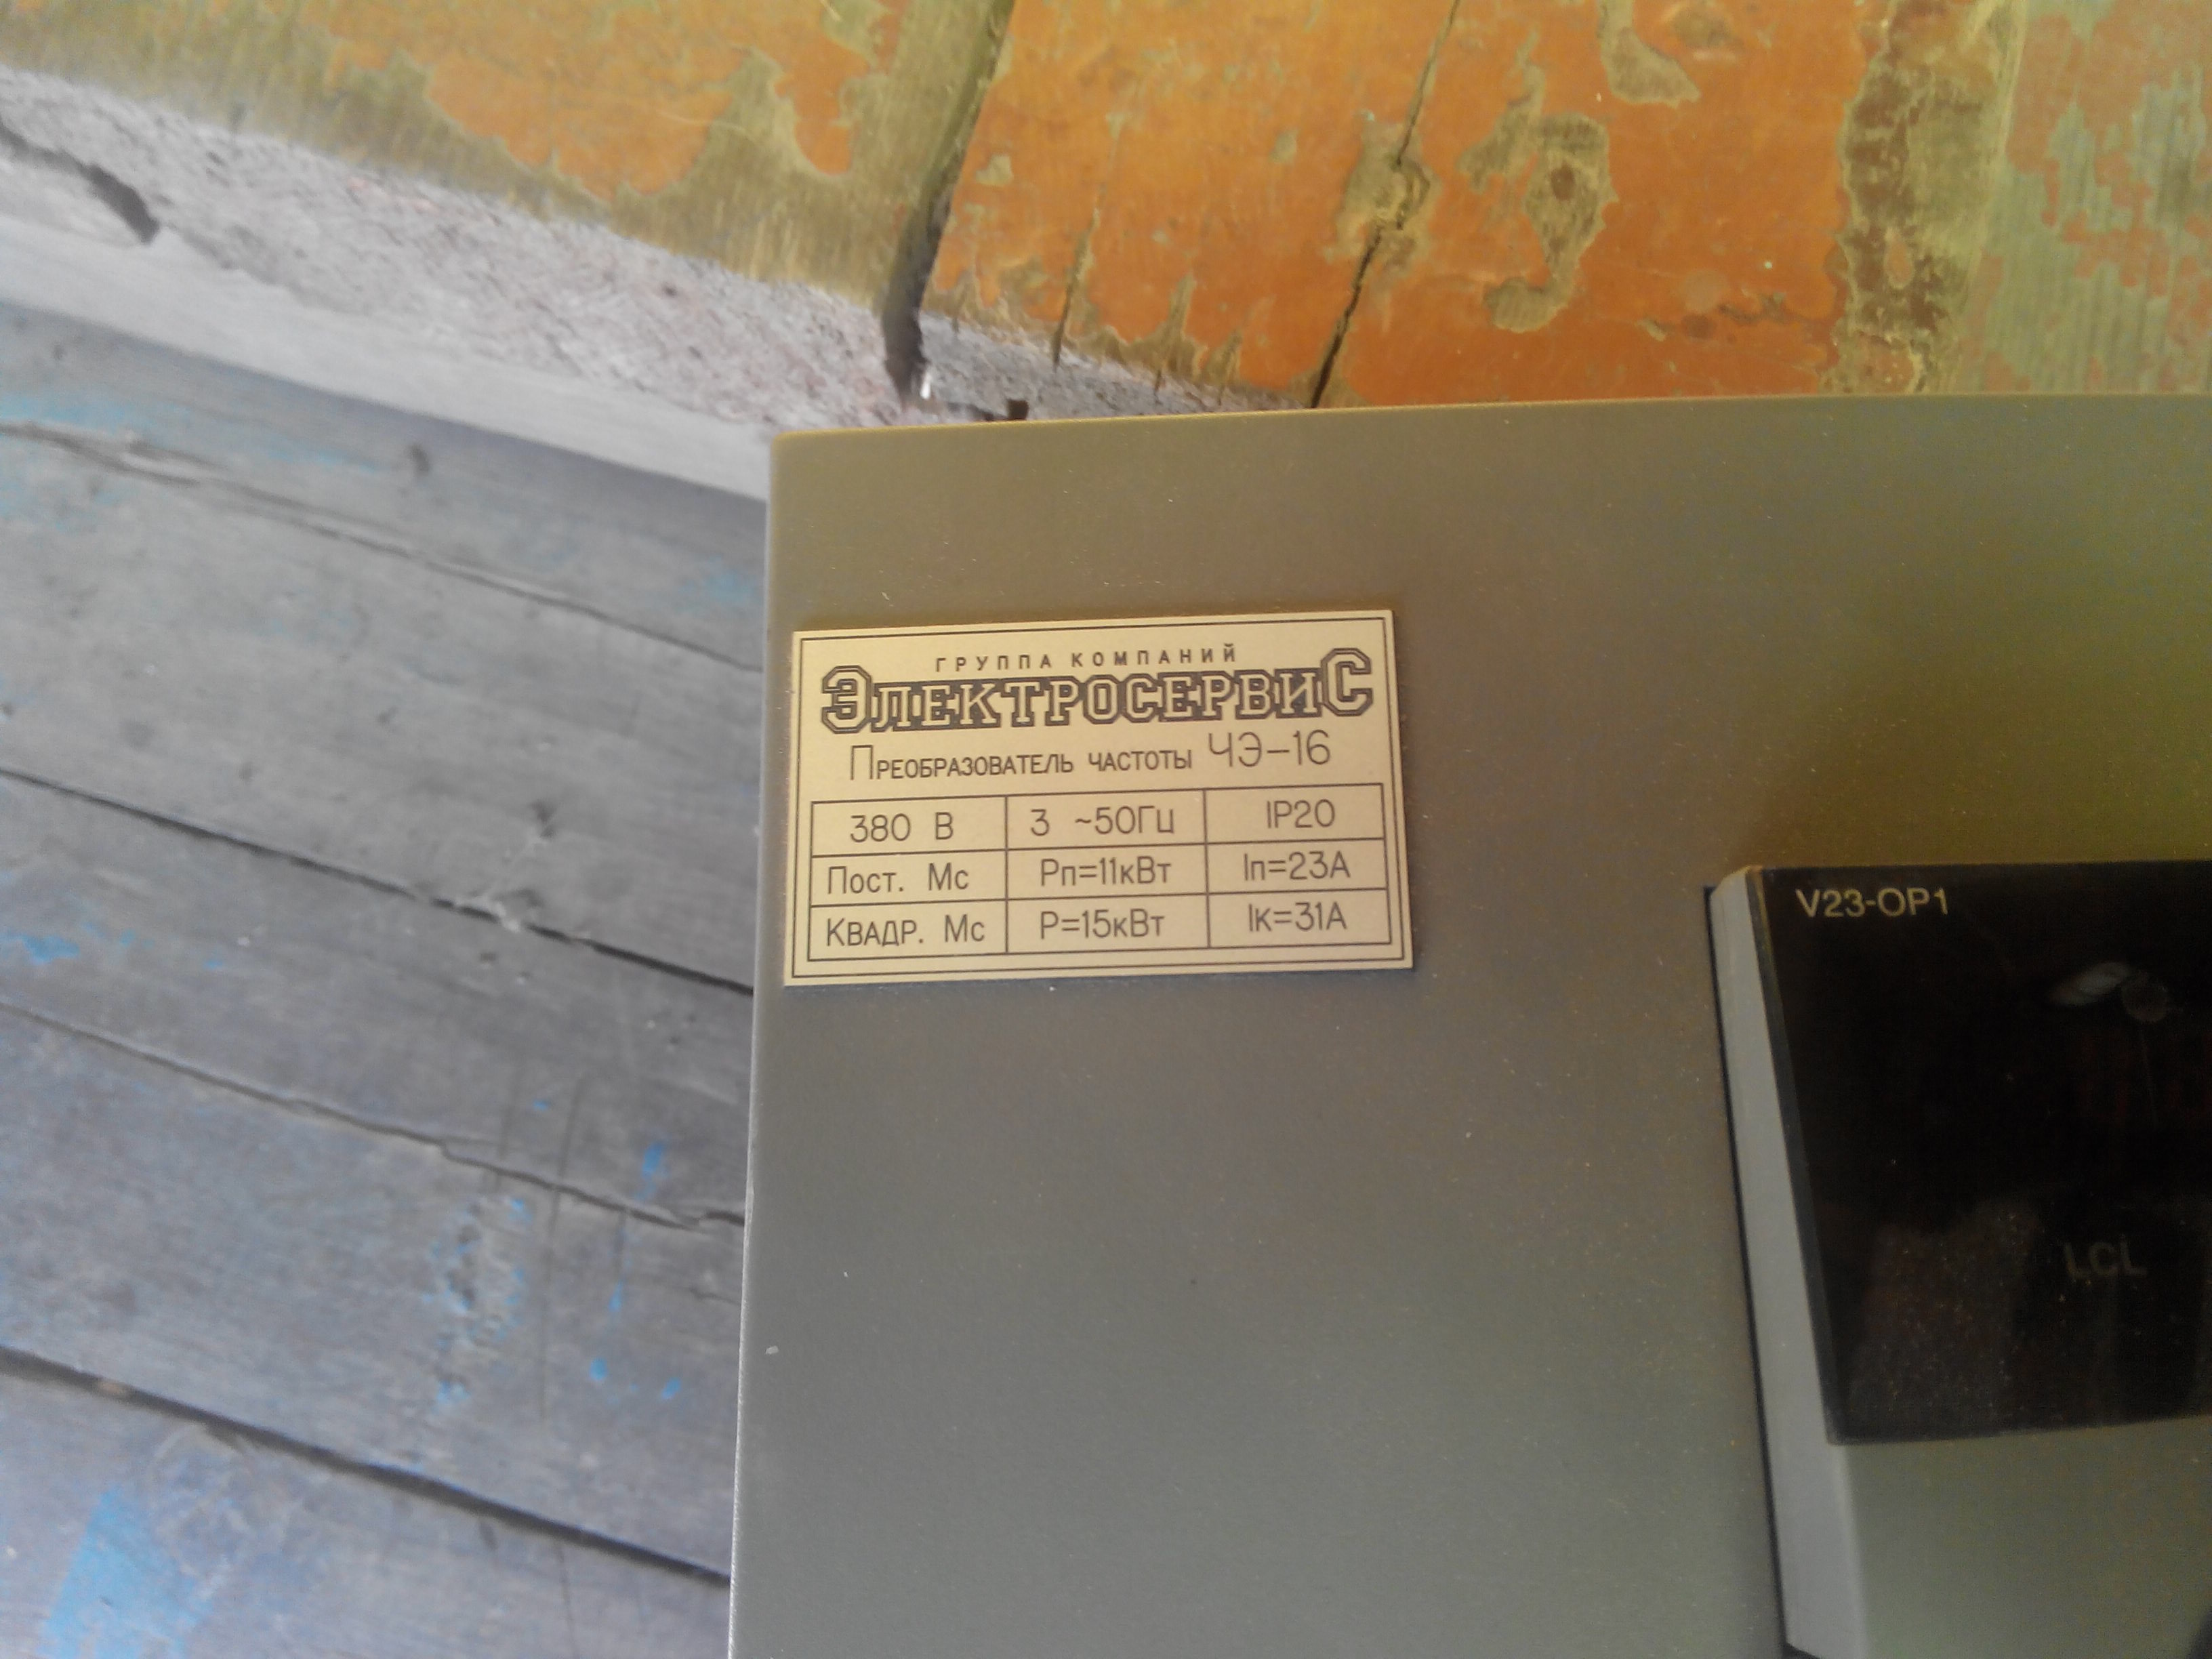 ГРУППА КОМПАНИЙ
ЭЛЕКТРОСЕРВИС
ПРЕОБРАЗОВАТЕЛЬ ЧАСТОТЫ ЧЭ-16
380 В 3 ~50Гц IP20
ПОСТ. Мс Рп=11кВт Iп=23А
КВАДР. Мс Р=15кВт Iк=31А
V23-OP1
LCL